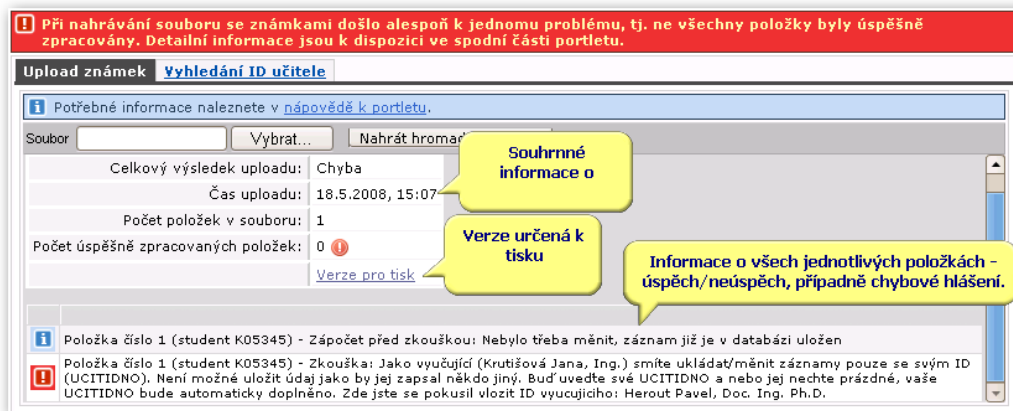 Při nahrávání souboru se známkami došlo alespoň k jednomu problému, tj. ne všechny položky byly úspěšně
zpracovány. Detailní informace jsou k dispozici ve spodní části portletu.
Upload známek Vyhledání ID učitele
Potřebné informace naleznete v nápovědě k portletu.
Soubor Vybrat... Nahrát hromad
Souhrnné
informace o
Celkový výsledek uploadu: Chyba
Čas uploadu: 18.5.2008, 15:07
Počet položek v souboru: 1
Počet úspěšně zpracovaných položek: 0
Verze pro tisk
Verze určená k
tisku
Informace o všech jednotlivých položkách -
úspěch/neúspěch, případně chybové hlášení.
Položka číslo 1 (student K05345) - Zápočet před zkouškou: Nebylo třeba měnit, záznam již je v databázi uložen
Položka číslo 1 (student K05345) - Zkouška: Jako vyučující (Krutišová Jana, Ing.) smíte ukládat/měnit záznamy pouze se svým ID
(UCITIDNO). Není možné uložit údaj jako by jej zapsal někdo jiný. Buď uveďte své UCITIDNO a nebo jej nechte prázdné, vaše
UCITIDNO bude automaticky doplněno. Zde jste se pokusil vlozit ID vyucujiciho: Herout Pavel, Doc. Ing. Ph.D.